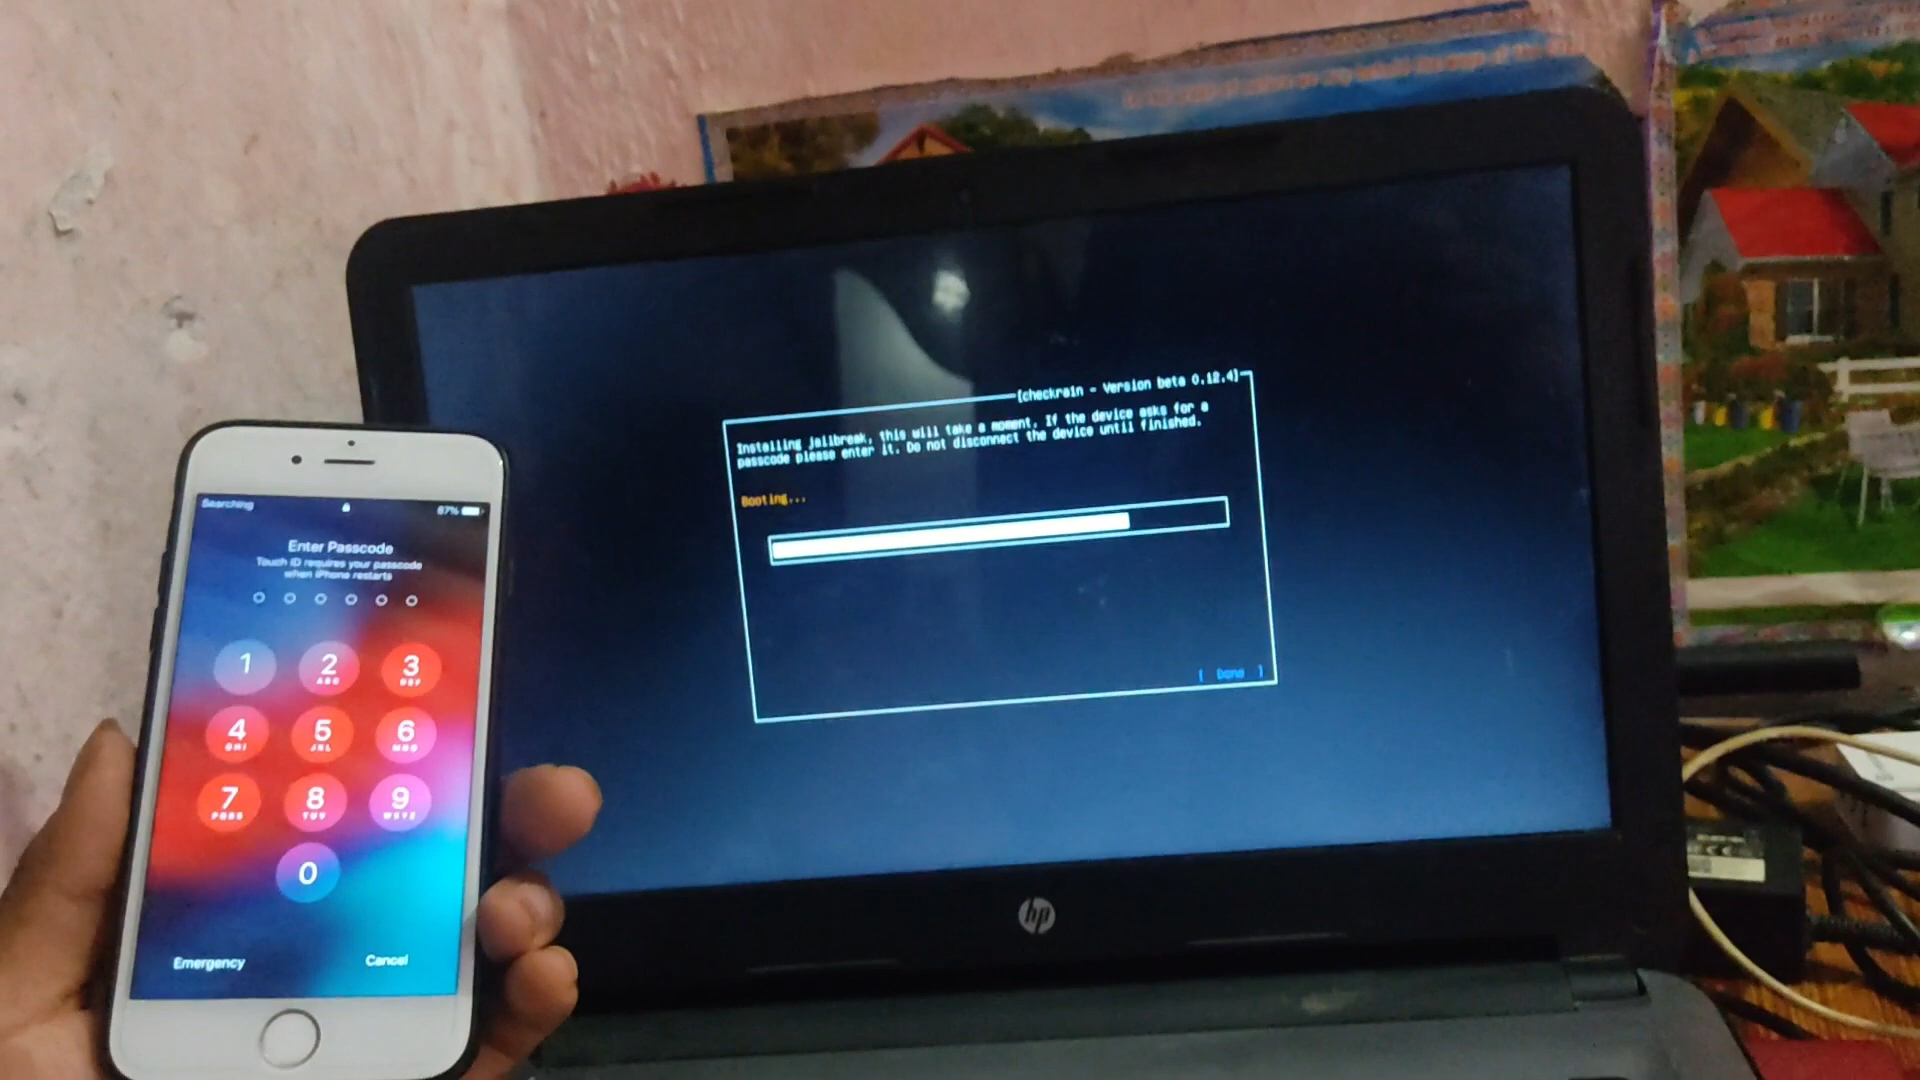 Searching
67%
Enter Passcode
Touch ID requires your passcode
when iPhone restarts
1
2
ABC
3
DEF
4
GHI
5
JKL
6
MNO
7
PQRS
8
TUV
9
WXYZ
0
Emergency
Cancel
[checkra1n - Version beta 0.12.4]
Installing jailbreak, this will take a moment. If the device asks for a
passcode please enter it. Do not disconnect the device until finished.
Booting...
[ Done ]
hp